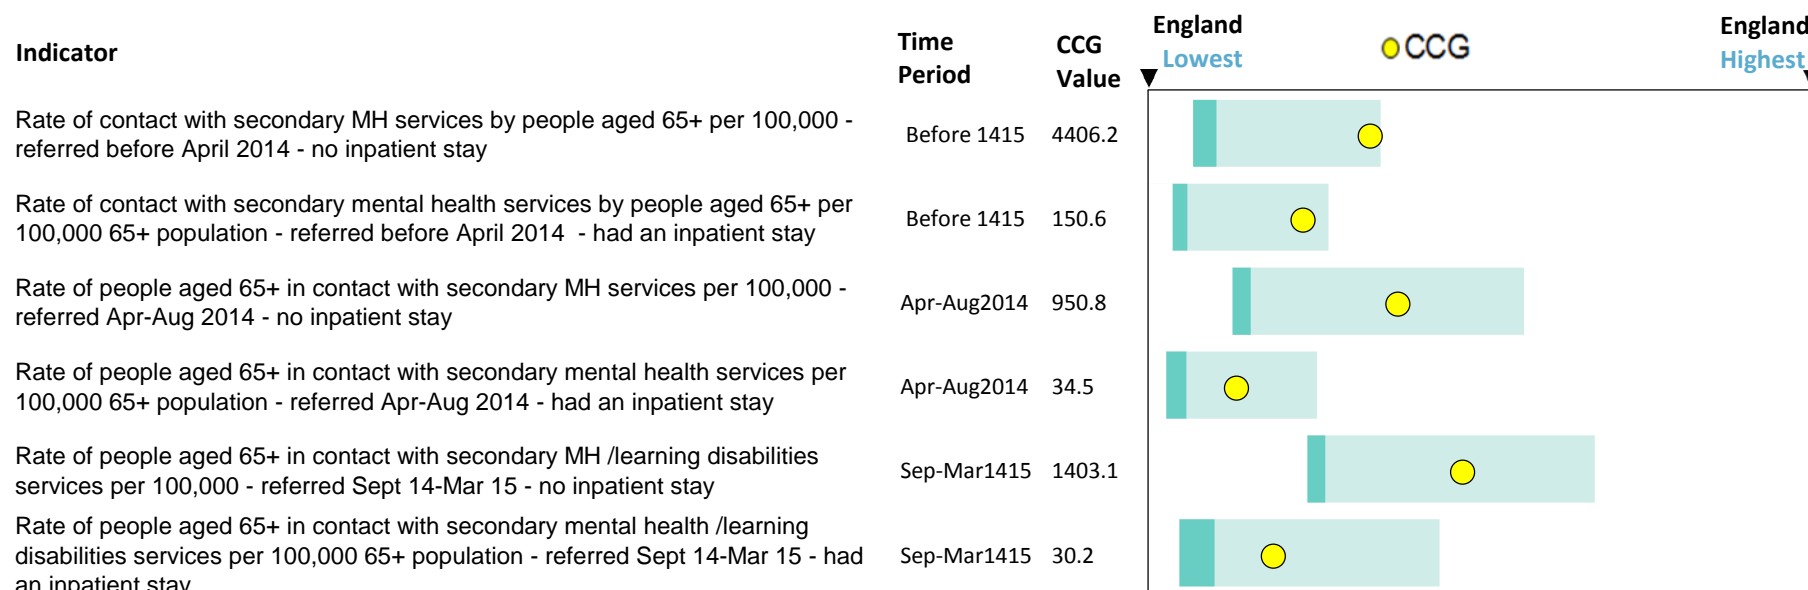 Indicator
Time
Period
CCG
Value
England
Lowest
CCG
England
Highest
Rate of contact with secondary MH services by people aged 65+ per 100,000 -
referred before April 2014 - no inpatient stay
Before 1415
4406.2
Rate of contact with secondary mental health services by people aged 65+ per
100,000 65+ population - referred before April 2014  - had an inpatient stay
Before 1415
150.6
Rate of people aged 65+ in contact with secondary MH services per 100,000 -
referred Apr-Aug 2014 - no inpatient stay
Apr-Aug2014
950.8
Rate of people aged 65+ in contact with secondary mental health services per
100,000 65+ population - referred Apr-Aug 2014 - had an inpatient stay
Apr-Aug2014
34.5
Rate of people aged 65+ in contact with secondary MH /learning disabilities
services per 100,000 - referred Sept 14-Mar 15 - no inpatient stay
Sep-Mar1415
1403.1
Rate of people aged 65+ in contact with secondary mental health /learning
disabilities services per 100,000 65+ population - referred Sept 14-Mar 15 - had
an inpatient stay
Sep-Mar1415
30.2